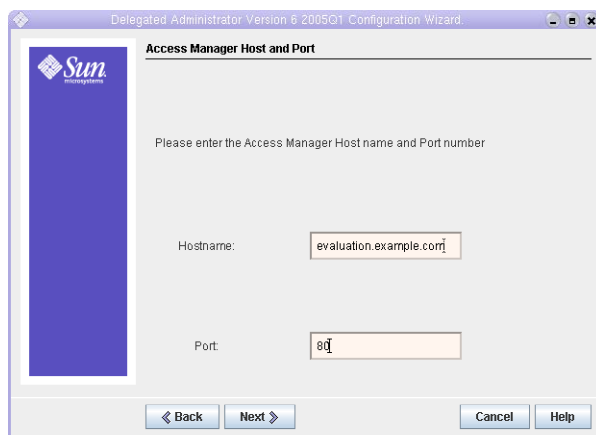 Delegated Administrator Version 6 2005Q1 Configuration Wizard.
Sun
microsystems
Access Manager Host and Port
Please enter the Access Manager Host name and Port number
Hostname:
evaluation.example.com
Port:
80
Back
Next
Cancel
Help